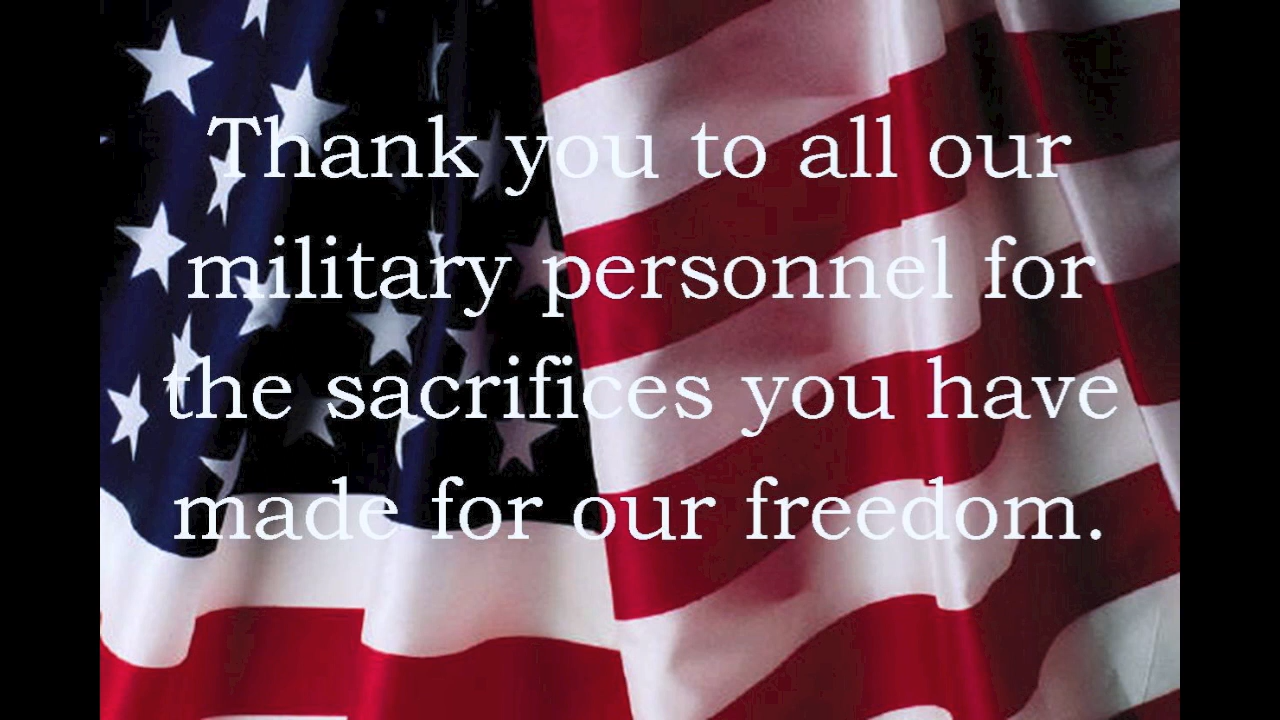 Thank you to all our
military personnel for
the sacrifices you have
made for our freedom.